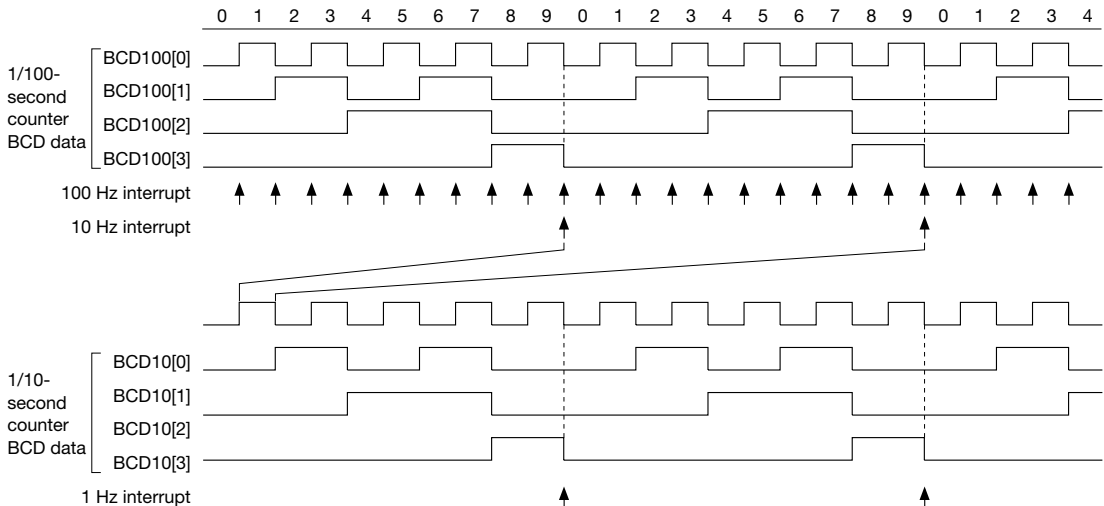 0 1 2 3 4 5 6 7 8 9 0 1 2 3 4 5 6 7 8 9 0 1 2 3 4
1/100-
second
counter
BCD data
BCD100[0]
BCD100[1]
BCD100[2]
BCD100[3]
100 Hz interrupt
10 Hz interrupt
1/10-
second
counter
BCD data
BCD10[0]
BCD10[1]
BCD10[2]
BCD10[3]
1 Hz interrupt